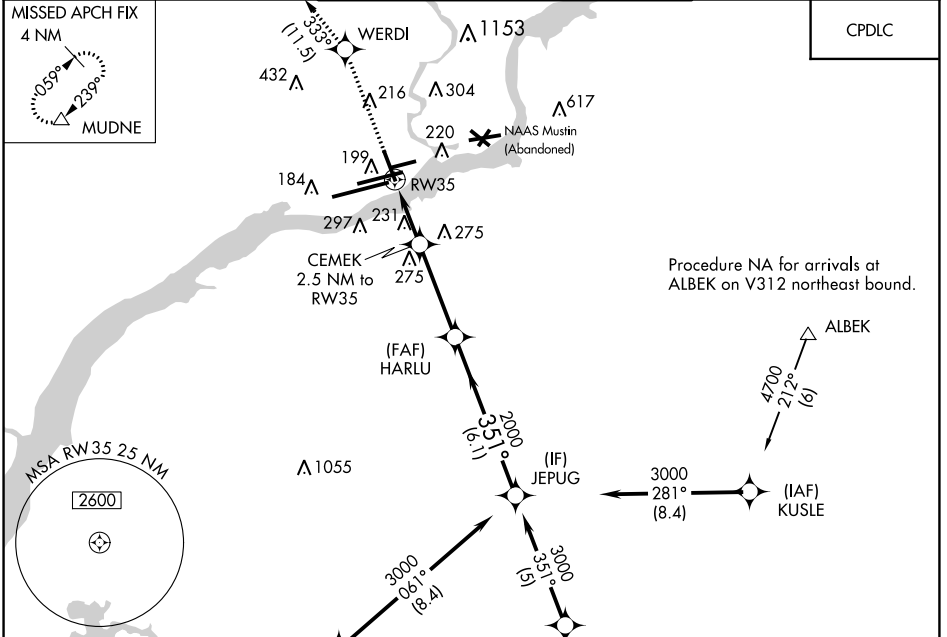 MISSED APCH FIX
4 NM
059°
239°
MUDNE
333°
(11.5)
WERDI
1153
CPDLC
432
216
304
617
NAAS Mustin
(Abandoned)
220
199
184
RW35
297
231
275
CEMEK
2.5 NM to
RW35
275
Procedure NA for arrivals at
ALBEK on V312 northeast bound.
ALBEK
(FAF)
HARLU
4700
212°
(6)
2000
351°
(6.1)
MSA RW35 25 NM
2600
1055
(IF)
JEPUG
3000
281°
(8.4)
(IAF)
KUSLE
3000
061°
(8.4)
3000
351°
(5)